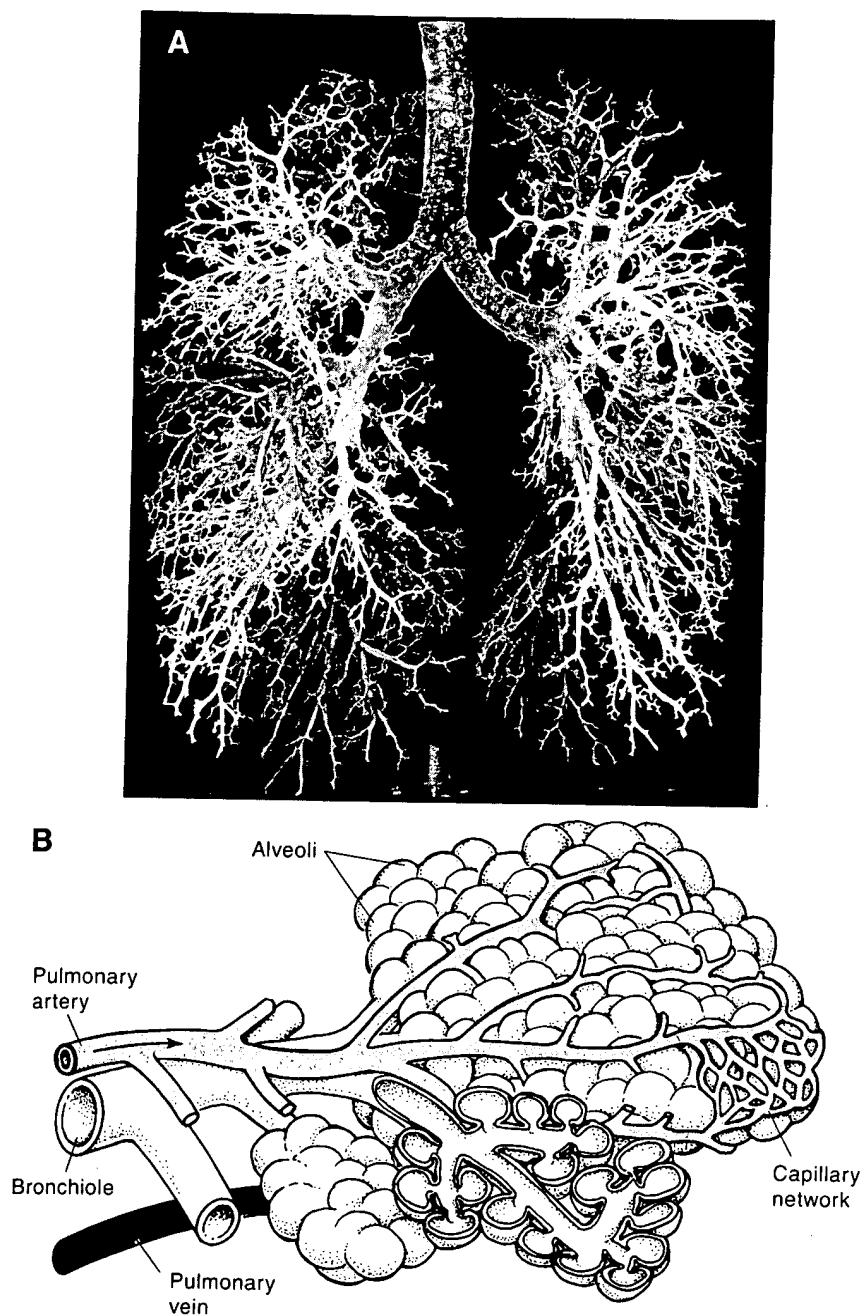 A
B
Alveoli
Pulmonary
artery
Bronchiole
Capillary
network
Pulmonary
vein